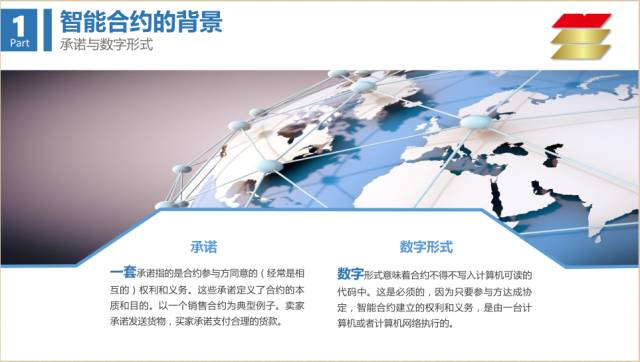 1
Part
智能合约的背景
承诺与数字形式
承诺
一套承诺指的是合约参与方同意的（经常是相
互的）权利和义务。这些承诺定义了合约的本
质和目的。以一个销售合约为典型例子。卖家
承诺发送货物，买家承诺支付合理的货款。
数字形式
数字形式意味着合约不得不写入计算机可读的
代码中。这是必须的，因为只要参与方达成协
定，智能合约建立的权利和义务，是由一台计
算机或者计算机网络执行的。